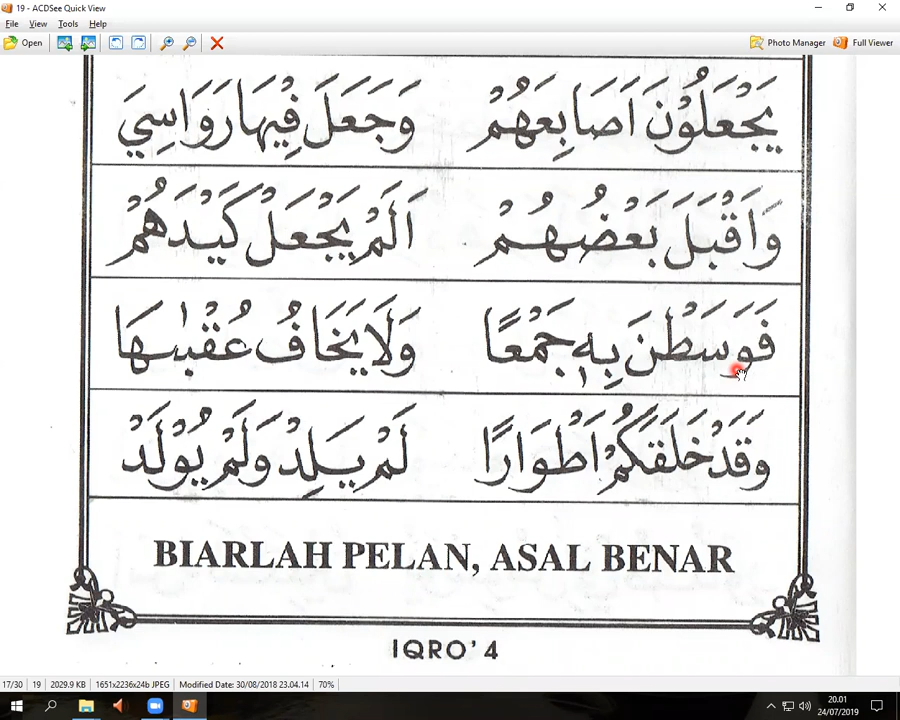 19 - ACDSee Quick View
File View Tools Help
Open Photo Manager Full Viewer
يَجْعَلُوْنَ اَصَابِعَهُمْ وَجَعَلَ فِيْهَا رَوَاسِيَ
وَاَقْبَلَ بَعْضُهُمْ اَلَمْ يَجْعَلْ كَيْدَهُمْ
فَوَسَطْنَ بِهٖ جَمْعًا وَلَا يَخَافُ عُقْبٰىهَا
وَقَدْ خَلَقَكُمْ اَطْوَارًا لَمْ يَلِدْ وَلَمْ يُوْلَدْ
BIARLAH PELAN, ASAL BENAR
IQRO' 4
17/30 19 2029.9 KB 1651x2236x24b JPEG Modified Date: 30/08/2018 23.04.14 70%
20.01
24/07/2019